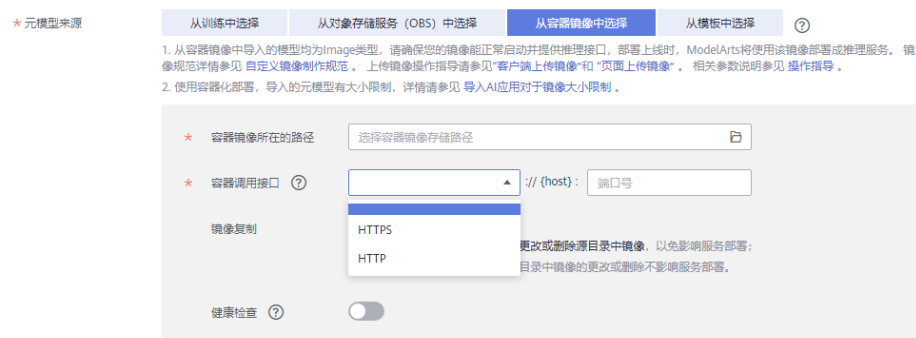 * 元模型来源
从训练中选择 从对象存储服务（OBS）中选择 从容器镜像中选择 从模板中选择 ?
1. 从容器镜像中导入的模型均为Image类型，请确保您的镜像能正常启动并提供推理接口，部署上线时，ModelArts将使用该镜像部署成推理服务。 镜
像规范详情参见 自定义镜像制作规范 。 上传镜像操作指导请参见"客户端上传镜像"和 "页面上传镜像" 。 相关参数说明参见 操作指导 。
2. 使用容器化部署，导入的元模型有大小限制，详情请参见 导入AI应用对于镜像大小限制 。
* 容器镜像所在的路径 选择容器镜像存储路径
* 容器调用接口 ? :// {host} : 端口号
镜像复制
HTTPS
更改或删除源目录中镜像，以免影响服务部署；
HTTP
目录中镜像的更改或删除不影响服务部署。
健康检查 ?